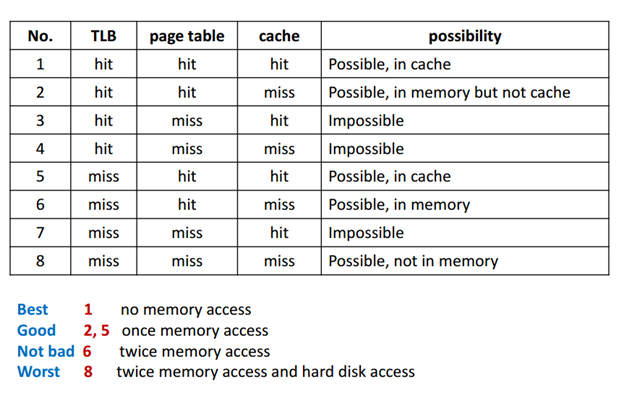 No. TLB page table cache possibility
1 hit hit hit Possible, in cache
2 hit hit miss Possible, in memory but not cache
3 hit miss hit Impossible
4 hit miss miss Impossible
5 miss hit hit Possible, in cache
6 miss hit miss Possible, in memory
7 miss miss hit Impossible
8 miss miss miss Possible, not in memory
Best 1 no memory access
Good 2, 5 once memory access
Not bad 6 twice memory access
Worst 8 twice memory access and hard disk access